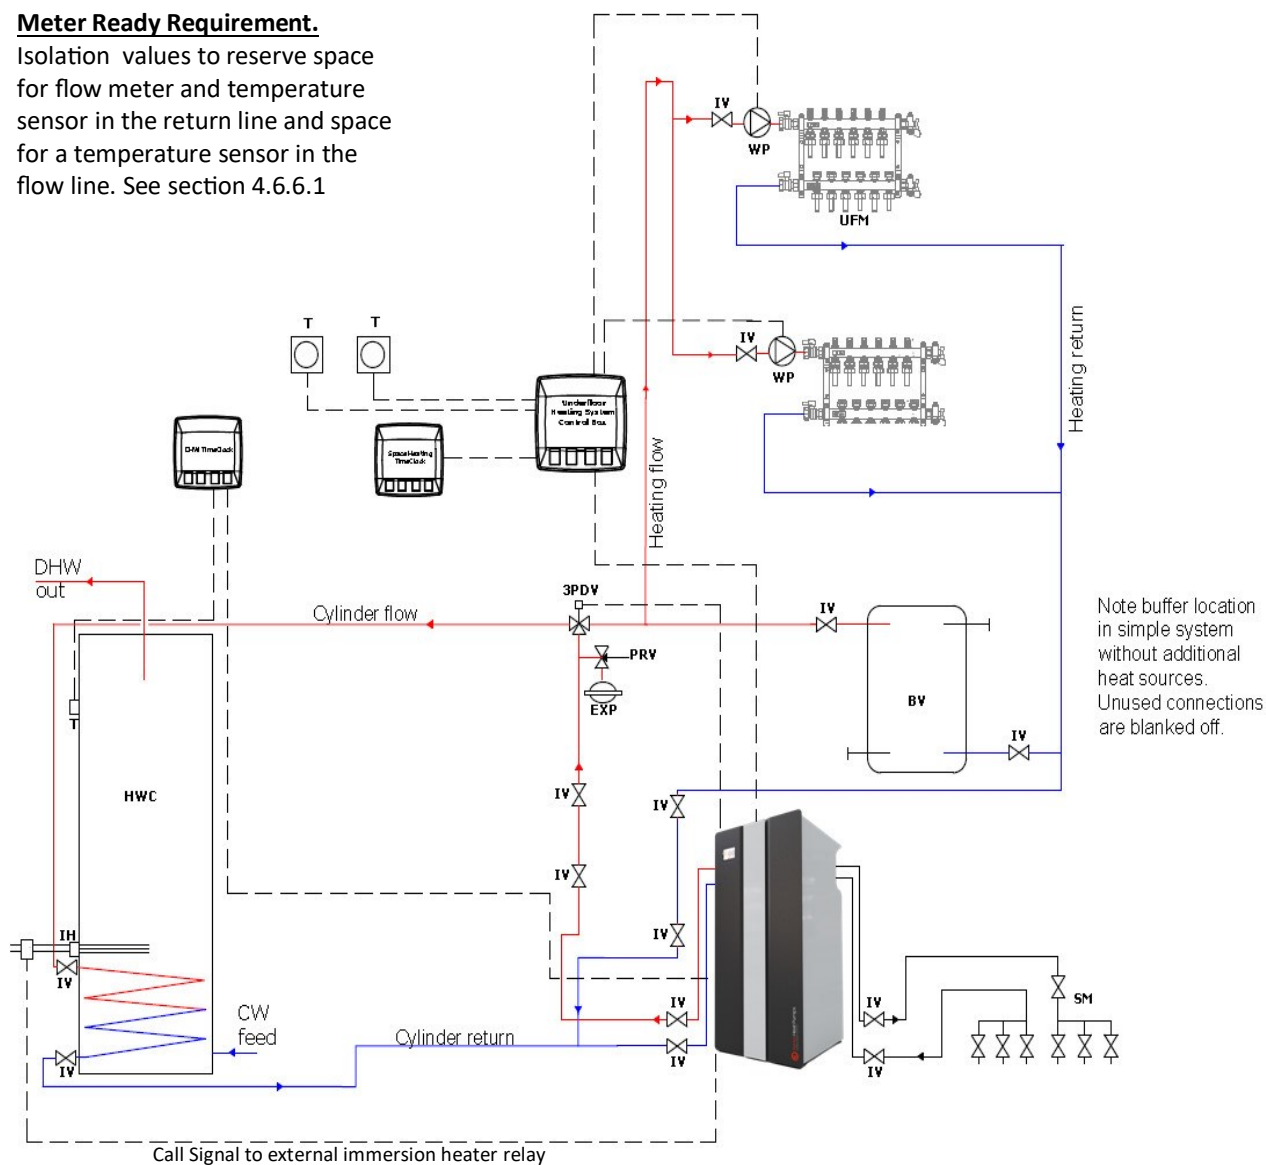 Meter Ready Requirement.
Isolation values to reserve space
for flow meter and temperature
sensor in the return line and space
for a temperature sensor in the
flow line. See section 4.6.6.1
IV
WP
UFM
IV
WP
Heating return
T
T
Underfloor
Heating System
Control Box
DHW TimeClock
SpaceHeating
TimeClock
Heating flow
DHW
out
Cylinder flow
3PDV
IV
PRV
EXP
BV
IV
Note buffer location
in simple system
without additional
heat sources.
Unused connections
are blanked off.
T
HWC
IV
IV
IV
IV
IH
IV
CW
feed
Cylinder return
IV
IV
IV
IV
SM
IV
Call Signal to external immersion heater relay